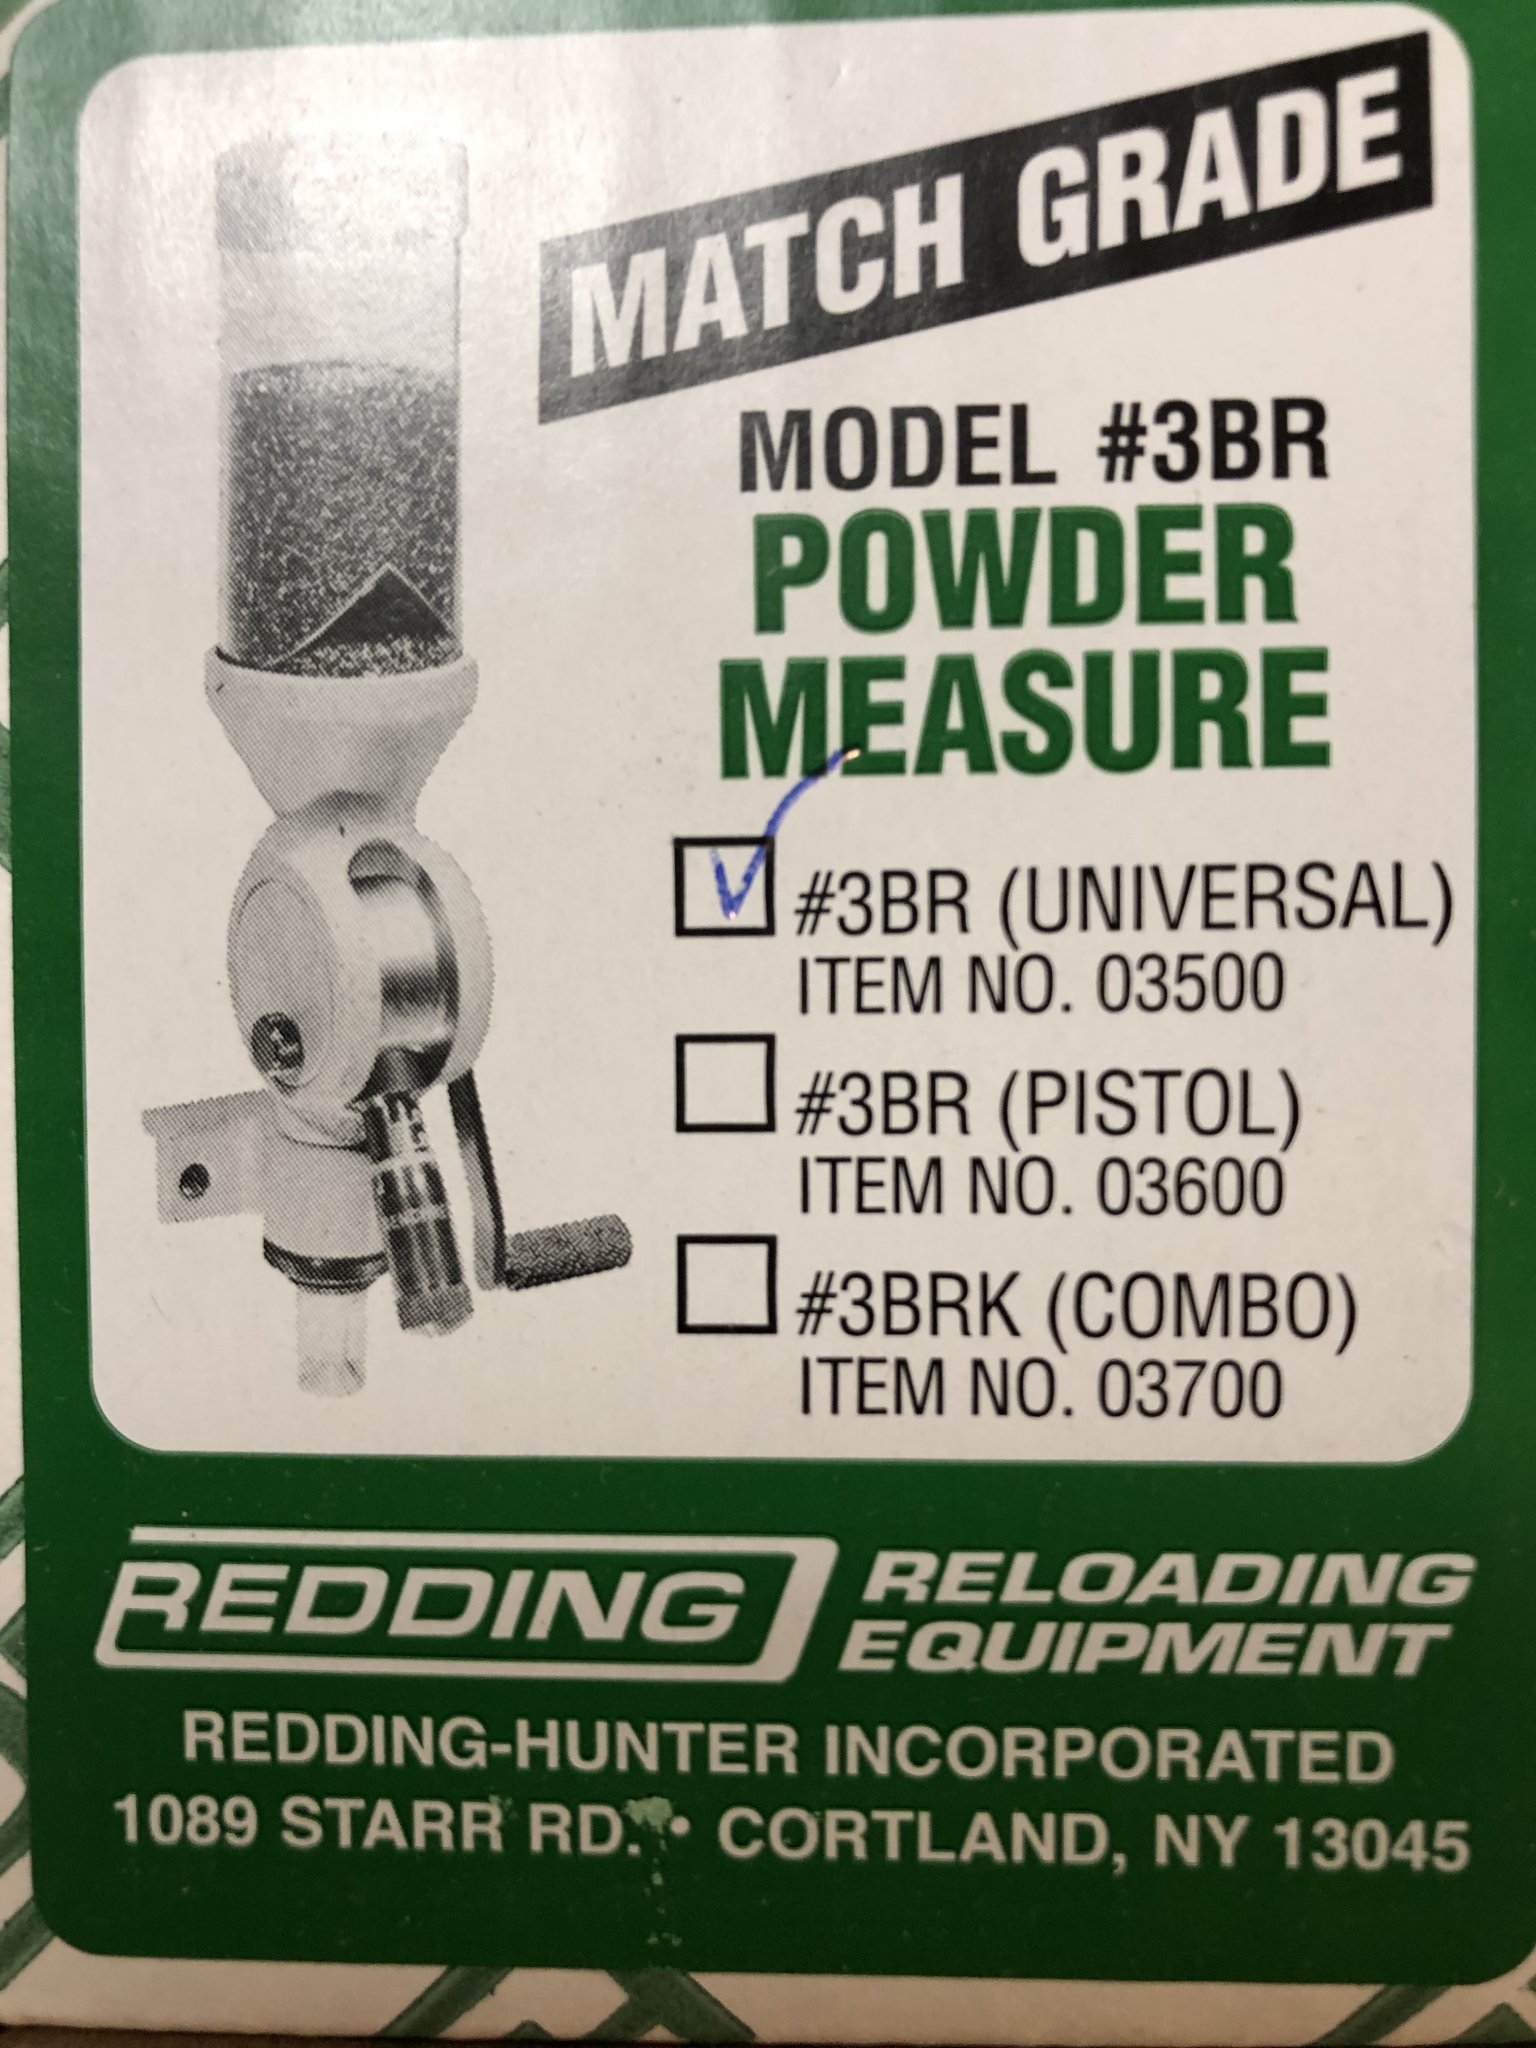 MATCH GRADE
MODEL #3BR
POWDER
MEASURE
#3BR (UNIVERSAL)
ITEM NO. 03500
#3BR (PISTOL)
ITEM NO. 03600
#3BRK (COMBO)
ITEM NO. 03700
REDDING RELOADING
EQUIPMENT
REDDING-HUNTER INCORPORATED
1089 STARR RD. • CORTLAND, NY 13045